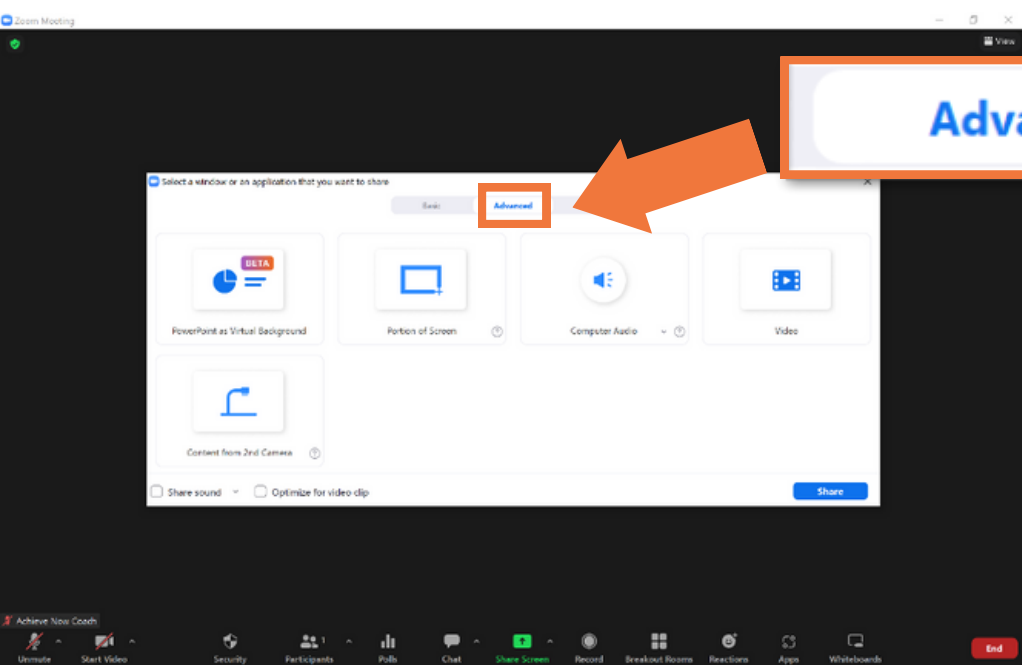 Zoom Meeting
View
Adva
Select a window or an application that you want to share
Basic
Advanced
BETA
PowerPoint as Virtual Background
Portion of Screen
Computer Audio
Video
Content from 2nd Camera
Share sound
Optimize for video clip
Share
Achieve Now Coach
1
Unmute
Start Video
Security
Participants
Polls
Chat
Share Screen
Record
Breakout Rooms
Reactions
Apps
Whiteboards
End